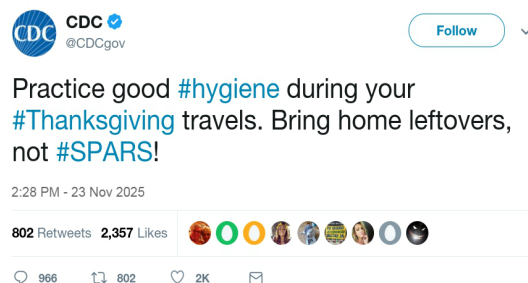 CDC
CDC
@CDCgov
Follow
Practice good #hygiene during your
#Thanksgiving travels. Bring home leftovers,
not #SPARS!
2:28 PM - 23 Nov 2025
802 Retweets 2,357 Likes
966 802 2K